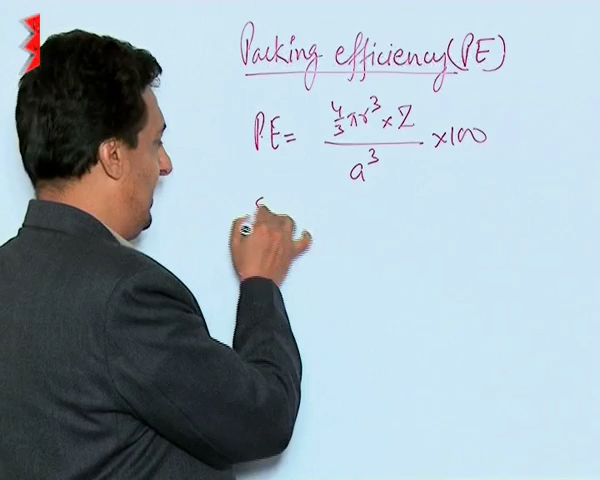 Packing efficiency (PE)
PE = 4/3 πr³ × Z / a³ × 100